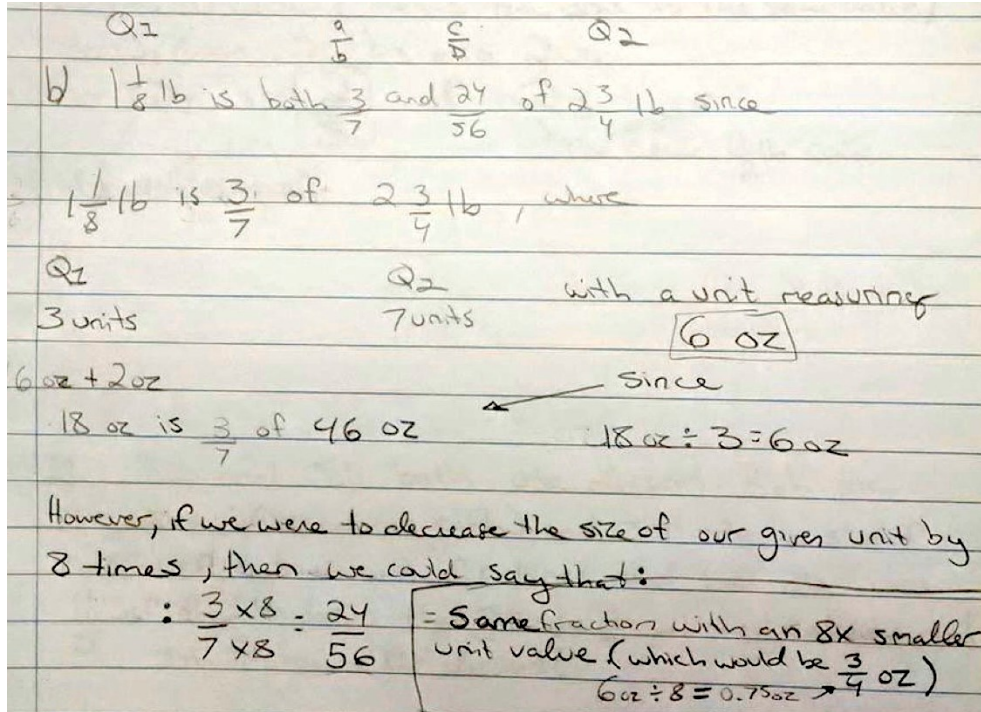 Q1 a/b c/D Q2
b) 1 1/8 lb is both 3/7 and 24/56 of 2 3/4 lb since
1 1/8 lb is 3/7 of 2 3/4 lb, where
Q1 Q2 with a unit measuring
3 units 7 units 6 oz
6 oz + 2 oz since
18 oz is 3/7 of 46 oz 18 oz ÷ 3 = 6 oz
However, if we were to decrease the size of our given unit by
8 times, then we could say that:
: 3 x 8 / 7 x 8 = 24/56 = Same fraction with an 8x smaller
unit value (which would be 3/4 oz)
6 oz ÷ 8 = 0.75 oz